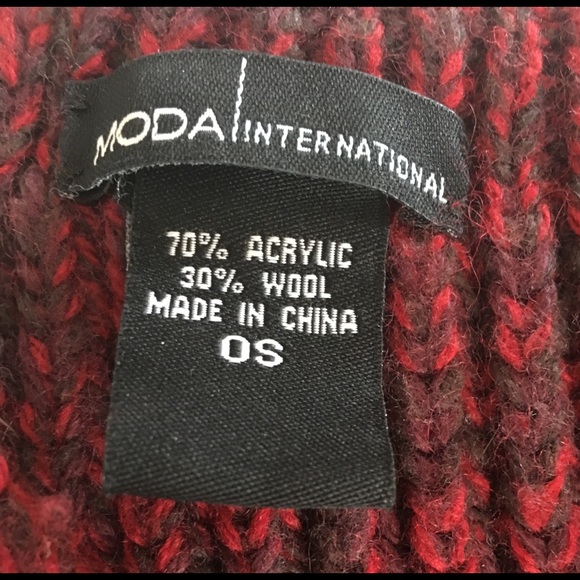 MODA INTERNATIONAL
70% ACRYLIC
30% WOOL
MADE IN CHINA
OS